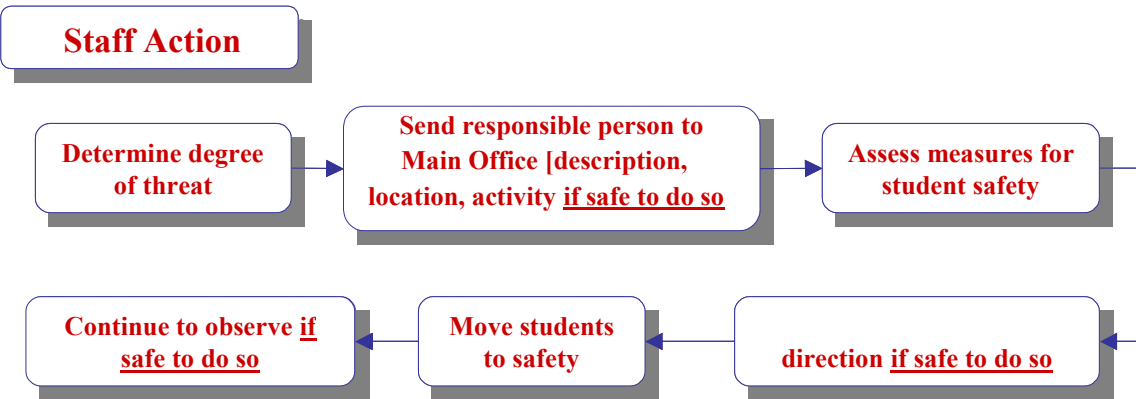 Staff Action
Determine degree
of threat
Send responsible person to
Main Office [description,
location, activity if safe to do so
Assess measures for
student safety
direction if safe to do so
Move students
to safety
Continue to observe if
safe to do so